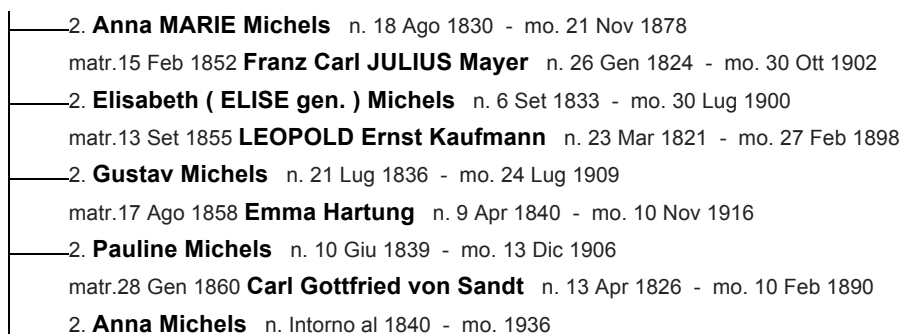 2. Anna MARIE Michels n. 18 Ago 1830 - mo. 21 Nov 1878
matr.15 Feb 1852 Franz Carl JULIUS Mayer n. 26 Gen 1824 - mo. 30 Ott 1902
2. Elisabeth ( ELISE gen. ) Michels n. 6 Set 1833 - mo. 30 Lug 1900
matr.13 Set 1855 LEOPOLD Ernst Kaufmann n. 23 Mar 1821 - mo. 27 Feb 1898
2. Gustav Michels n. 21 Lug 1836 - mo. 24 Lug 1909
matr.17 Ago 1858 Emma Hartung n. 9 Apr 1840 - mo. 10 Nov 1916
2. Pauline Michels n. 10 Giu 1839 - mo. 13 Dic 1906
matr.28 Gen 1860 Carl Gottfried von Sandt n. 13 Apr 1826 - mo. 10 Feb 1890
2. Anna Michels n. Intorno al 1840 - mo. 1936